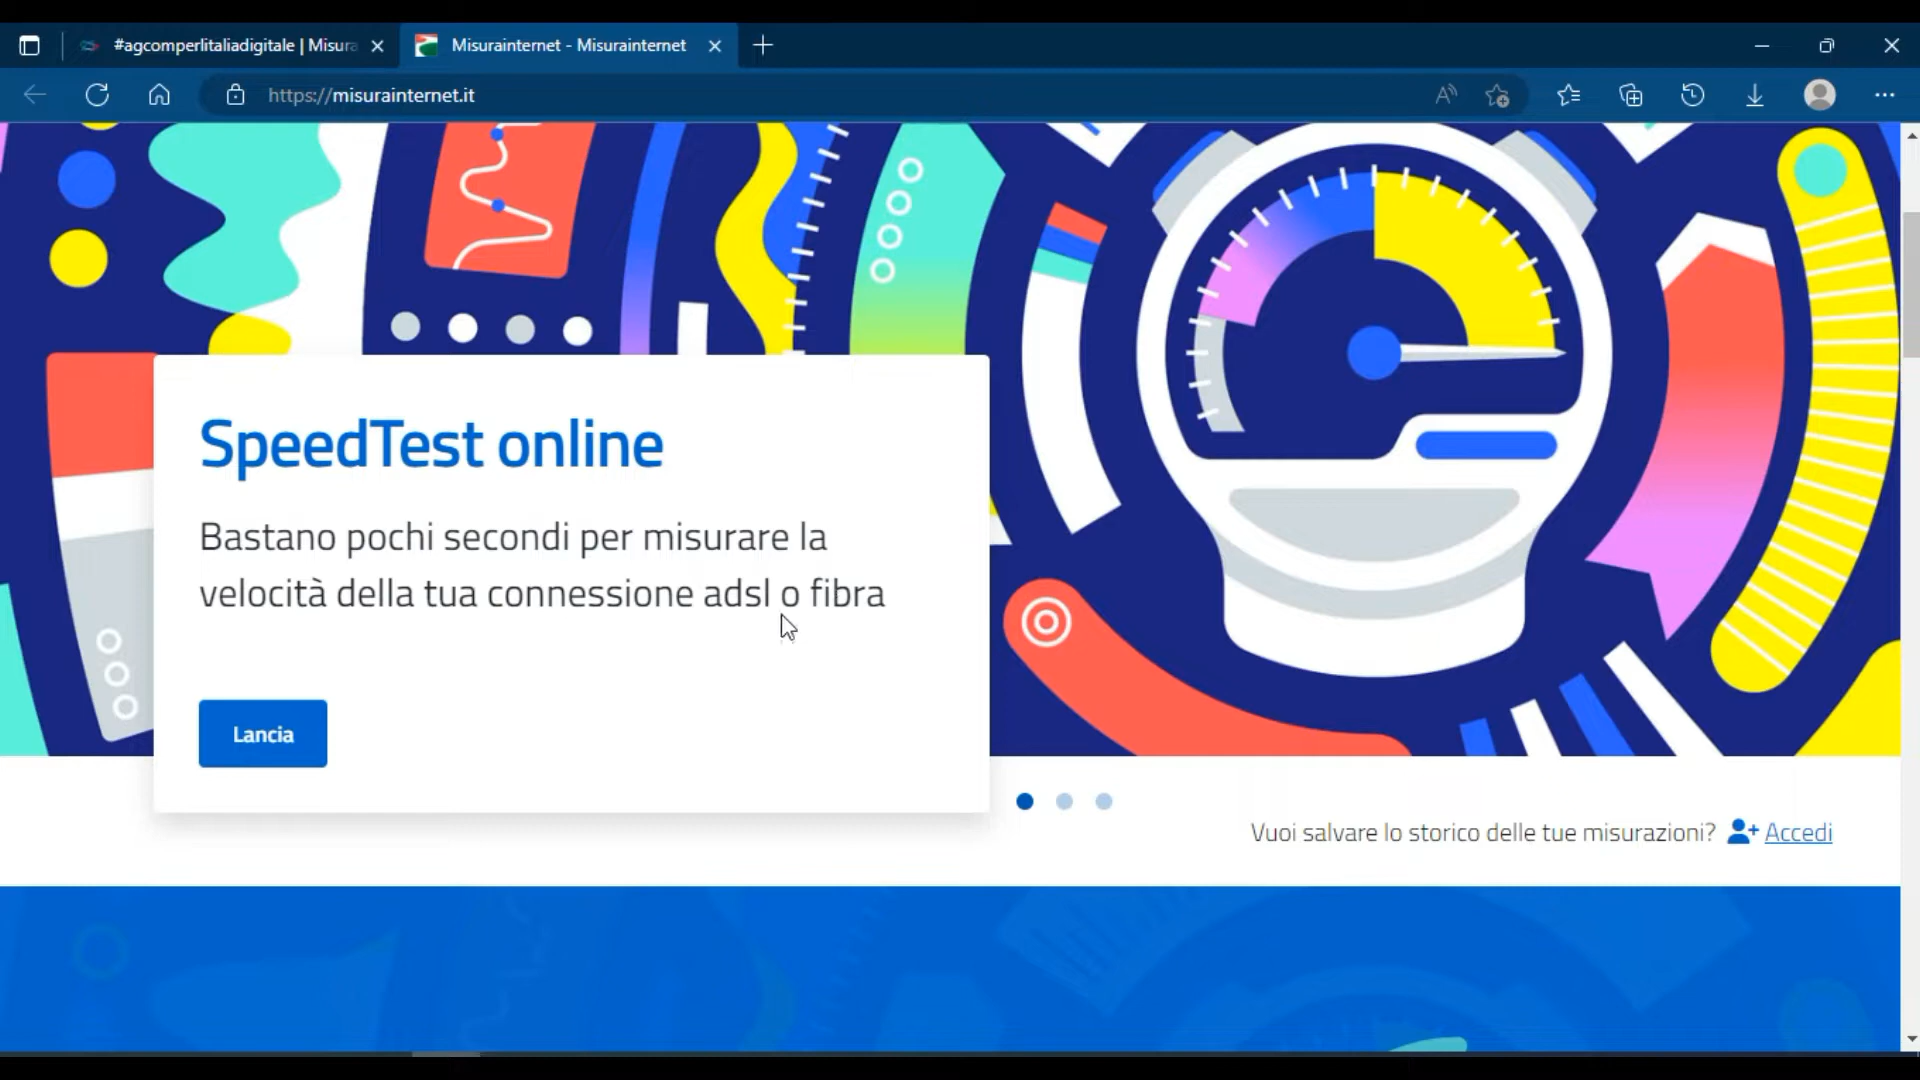 #agcomperlitaliadigitale | Misura
Misurainternet - Misurainternet
https://misurainternet.it
SpeedTest online
Bastano pochi secondi per misurare la
velocità della tua connessione adsl o fibra
Lancia
Vuoi salvare lo storico delle tue misurazioni? Accedi